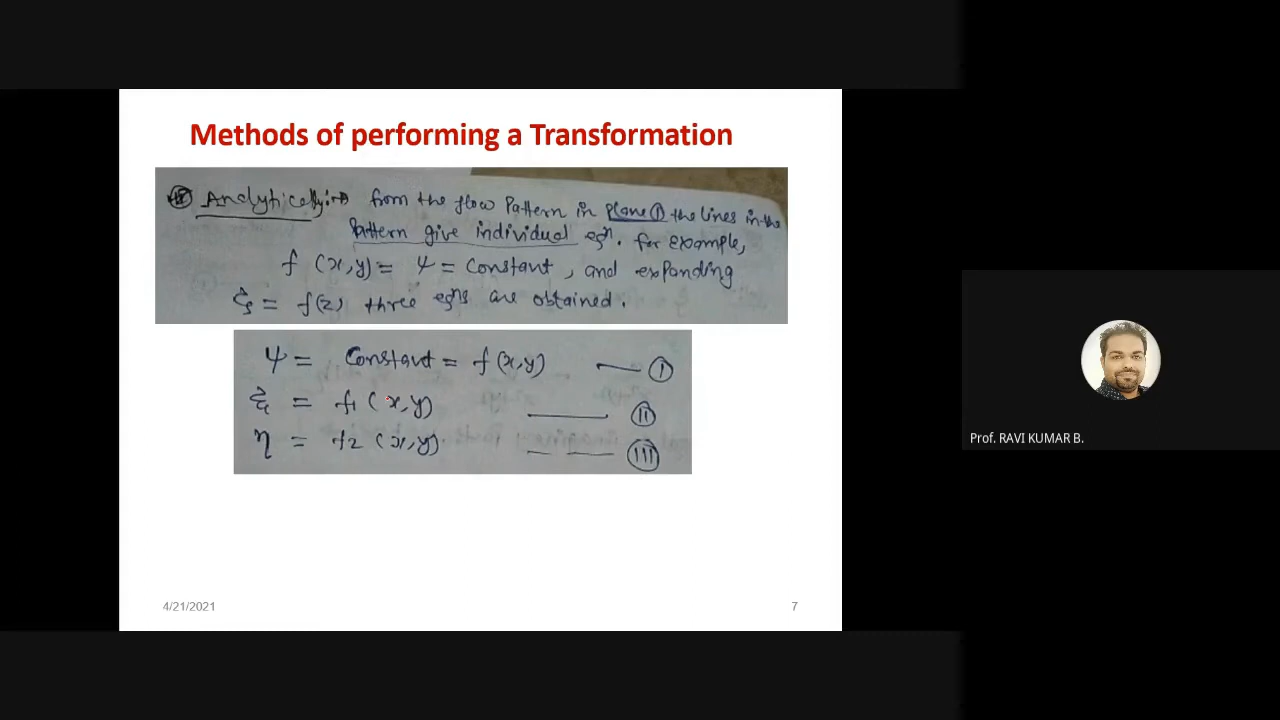 Methods of performing a Transformation
Analytically:→ from the flow Pattern in plane ① the lines in the
Pattern give individual eqn. for example,
f (x,y) = Ψ = Constant, and expanding
ζ = f(z) three eqns are obtained.
Ψ = Constant = f(x,y) — ①
ξ = f1 (x,y) — ⑪
η = f2 (x,y) — — ⑪I
4/21/2021
7
Prof. RAVI KUMAR B.